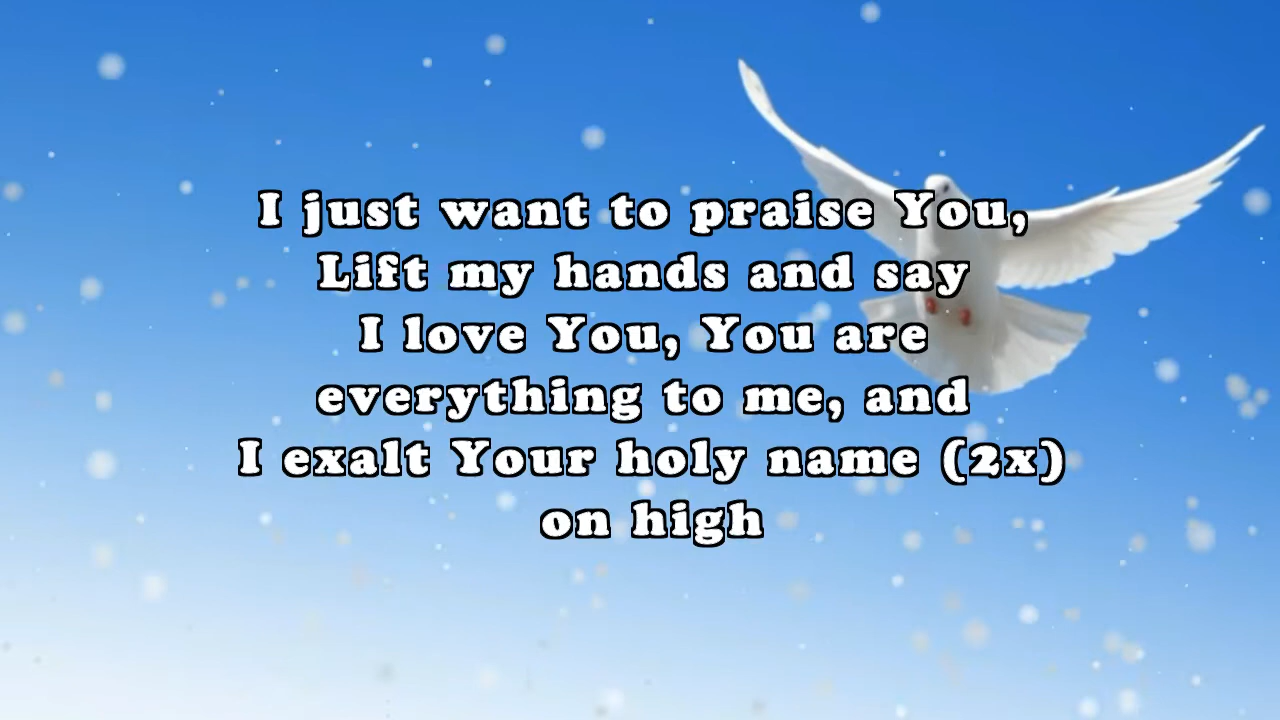 I just want to praise You,
Lift my hands and say
I love You, You are
everything to me, and
I exalt Your holy name (2x)
on high